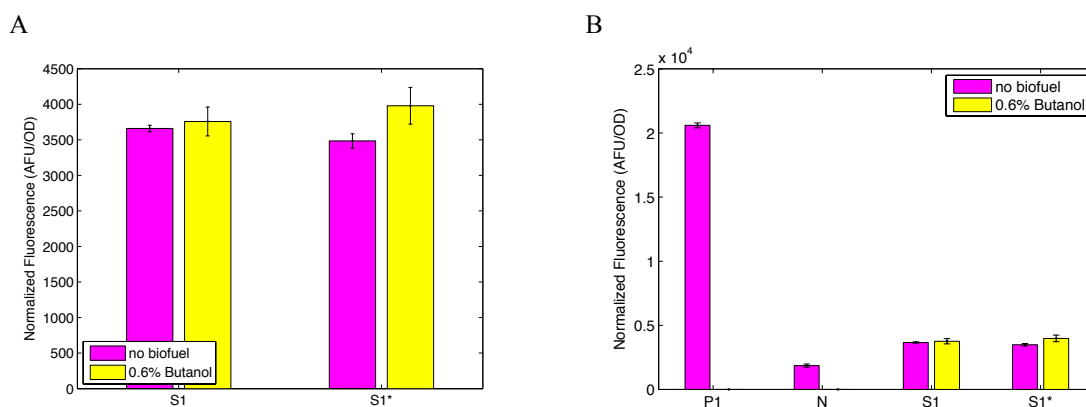 A
Normalized Fluorescence (AFU/OD)
4500
4000
3500
3000
2500
2000
1500
1000
500
0
no biofuel
0.6% Butanol
S1
S1*
B
x 10^4
Normalized Fluorescence (AFU/OD)
2.5
2
1.5
1
0.5
0
no biofuel
0.6% Butanol
P1
N
S1
S1*